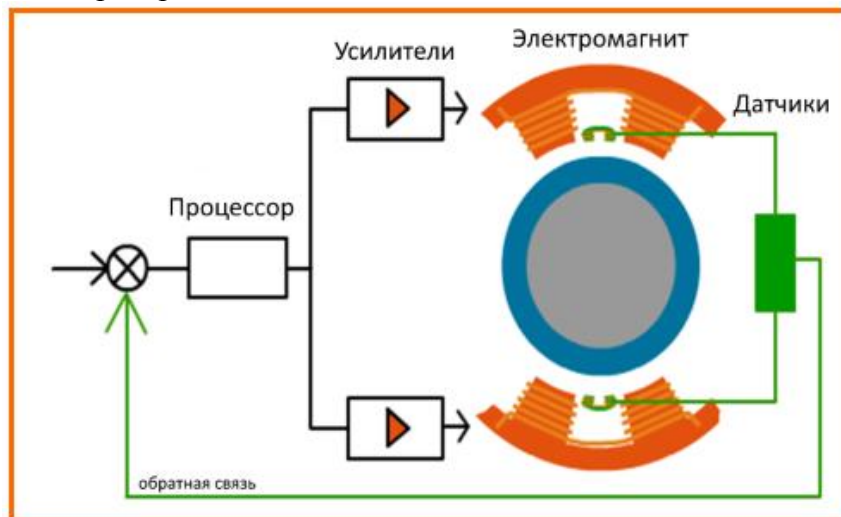 Усилители
Электромагнит
Датчики
Процессор
обратная связь